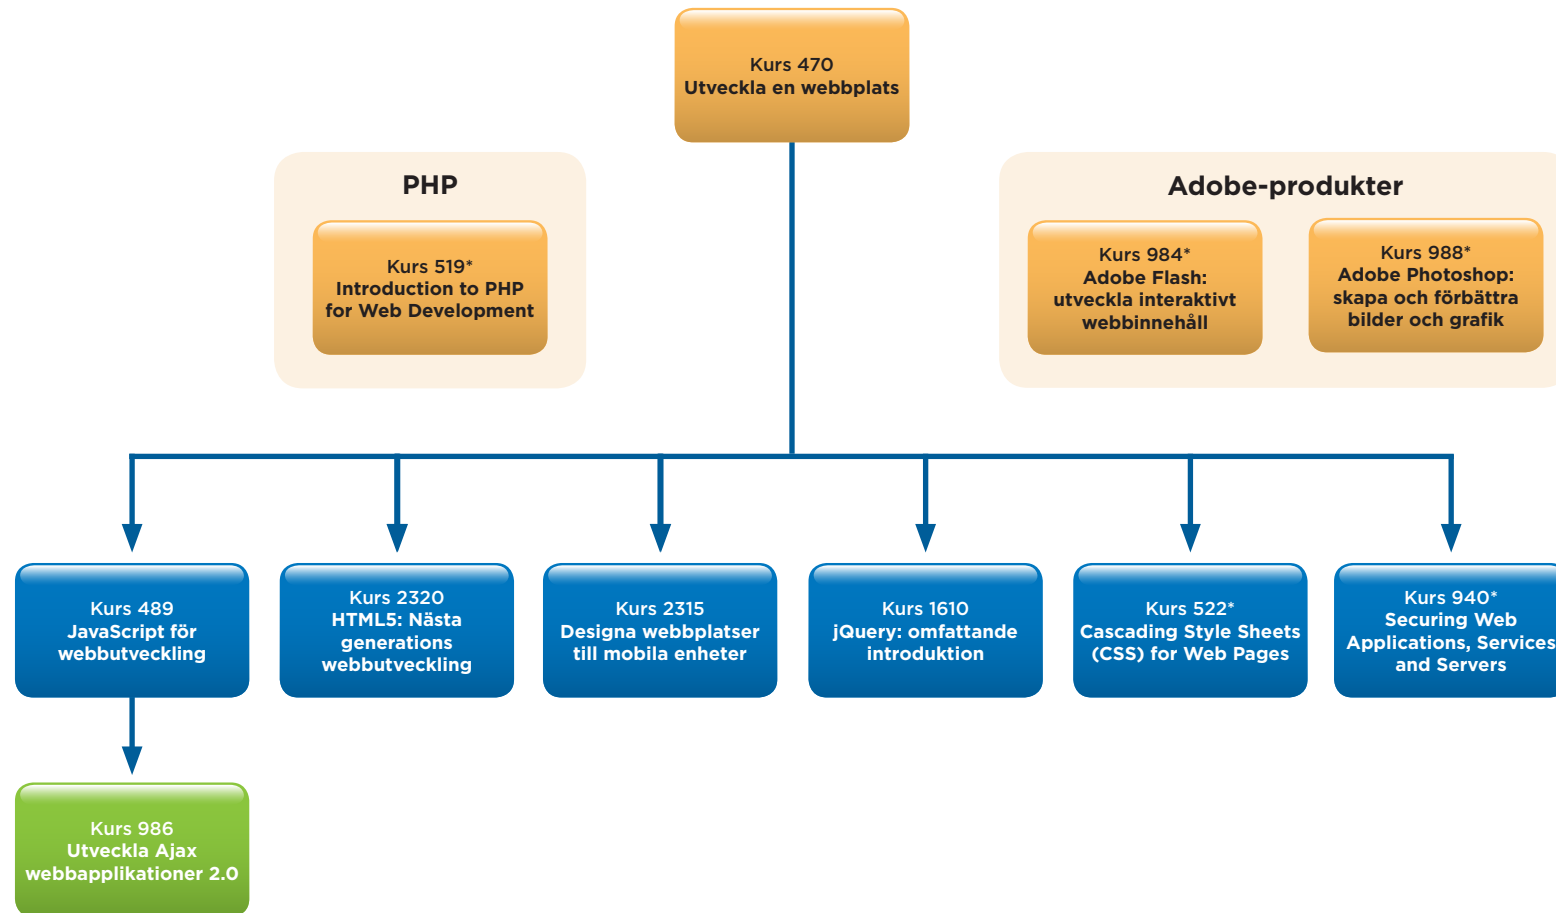 Kurs 470
Utveckla en webbplats
PHP
Kurs 519*
Introduction to PHP
for Web Development
Adobe-produkter
Kurs 984*
Adobe Flash:
utveckla interaktivt
webbinnehåll
Kurs 988*
Adobe Photoshop:
skapa och förbättra
bilder och grafik
Kurs 489
JavaScript för
webbutveckling
Kurs 2320
HTML5: Nästa
generations
webbutveckling
Kurs 2315
Designa webbplatser
till mobila enheter
Kurs 1610
jQuery: omfattande
introduktion
Kurs 522*
Cascading Style Sheets
(CSS) for Web Pages
Kurs 940*
Securing Web
Applications, Services
and Servers
Kurs 986
Utveckla Ajax
webbapplikationer 2.0